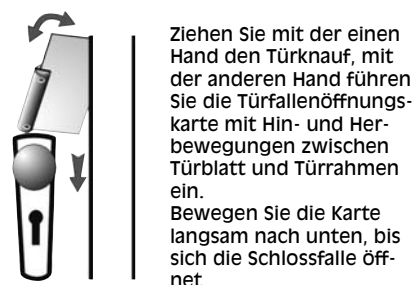 Ziehen Sie mit der einen
Hand den Türknauf, mit
der anderen Hand führen
Sie die Türfallenöffnungs-
karte mit Hin- und Her-
bewegungen zwischen
Türblatt und Türrahmen
ein.
Bewegen Sie die Karte
langsam nach unten, bis
sich die Schlossfalle öff-
net